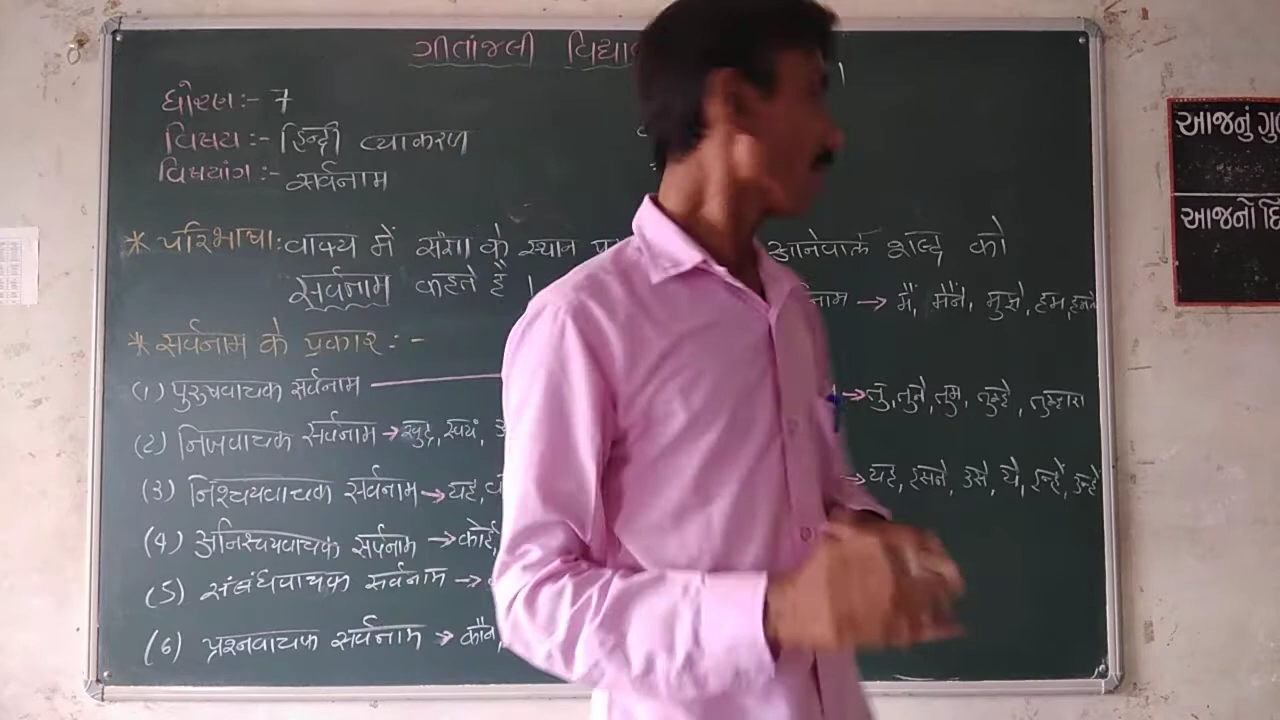 ગીતાંજલી
ધોરણ:- 7
વિષય:- हिन्दी व्याकरण
વિષયાંગ:- सर्वनाम
* परिभाषा: वाक्य में संज्ञा के स्थान आनेवाले शब्द को
सर्वनाम कहते है ।
→ मैं, मैंने, मुझे, हम, हमने
* सर्वनाम के प्रकार :-
(1) पुरुषवाचक सर्वनाम
→ तु, तुने, तुम, तुम्हे, तुम्हारा
(2) निजवाचक सर्वनाम → खुद, स्वयं,
(3) निश्चयवाचक सर्वनाम → यह,
→ यह, इसने, उसे, ये, इन्हें, उन्हें
(4) अनिश्चयवाचक सर्वनाम → कोई,
(5) संबंधवाचक सर्वनाम →
(6) प्रश्नवाचक सर्वनाम → कौन,
આજનું
આજનો